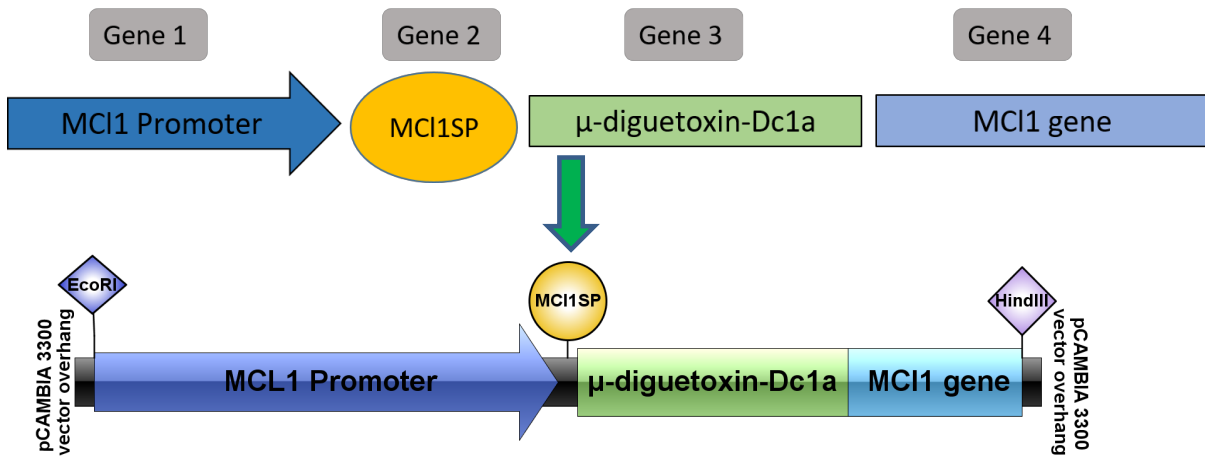 Gene 1
Gene 2
Gene 3
Gene 4
MCl1 Promoter
MCl1SP
μ-diguetoxin-Dc1a
MCl1 gene
EcoRI
MCl1SP
HindIII
pCAMBIA 3300
vector overhang
MCL1 Promoter
μ-diguetoxin-Dc1a
MCl1 gene
pCAMBIA 3300
vector overhang